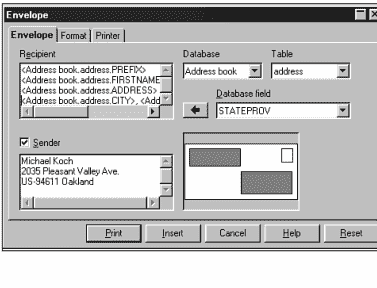 Envelope
Envelope Format Printer
Recipient
Database
Table
<Address book.address.PREFIX>
<Address book.address.FIRSTNAME
<Address book.address.ADDRESS>
<Address book.address.CITY>, <Add
Address book
address
Database field
STATEPROV
Sender
Michael Koch
2035 Pleasant Valley Ave.
US-94611 Oakland
Print Insert Cancel Help Reset